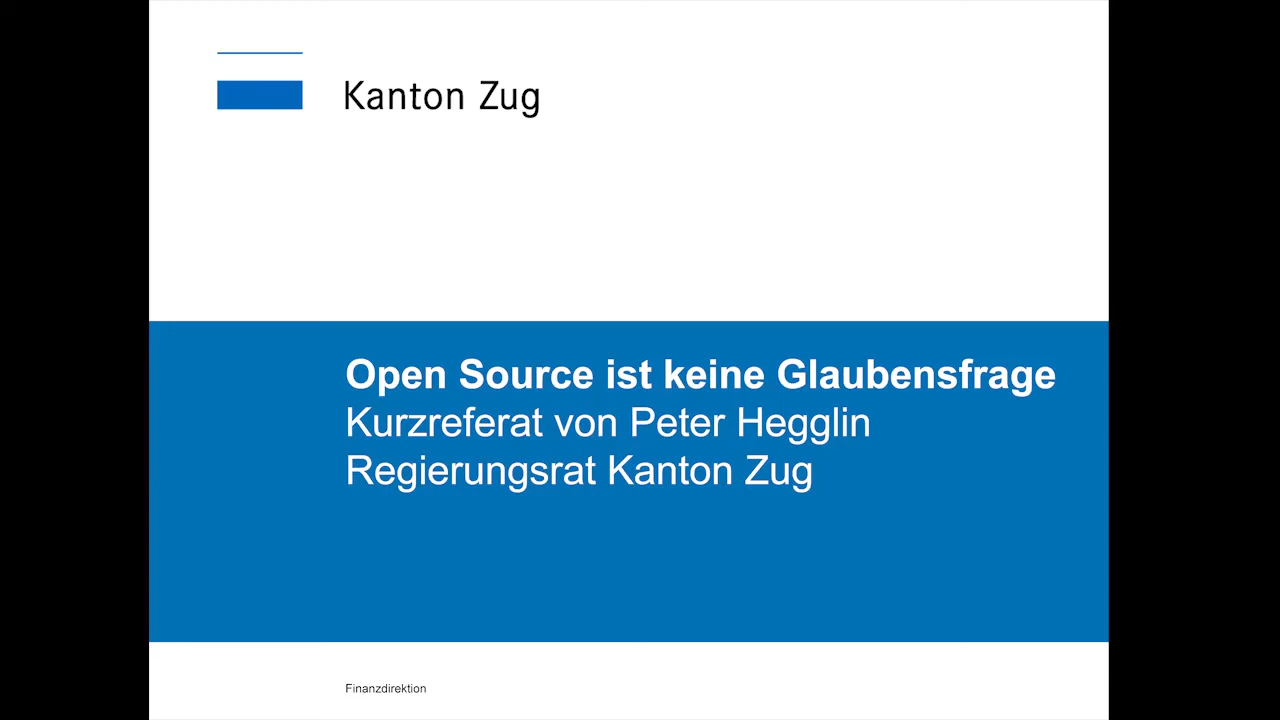 Kanton Zug
Open Source ist keine Glaubensfrage
Kurzreferat von Peter Hegglin
Regierungsrat Kanton Zug
Finanzdirektion